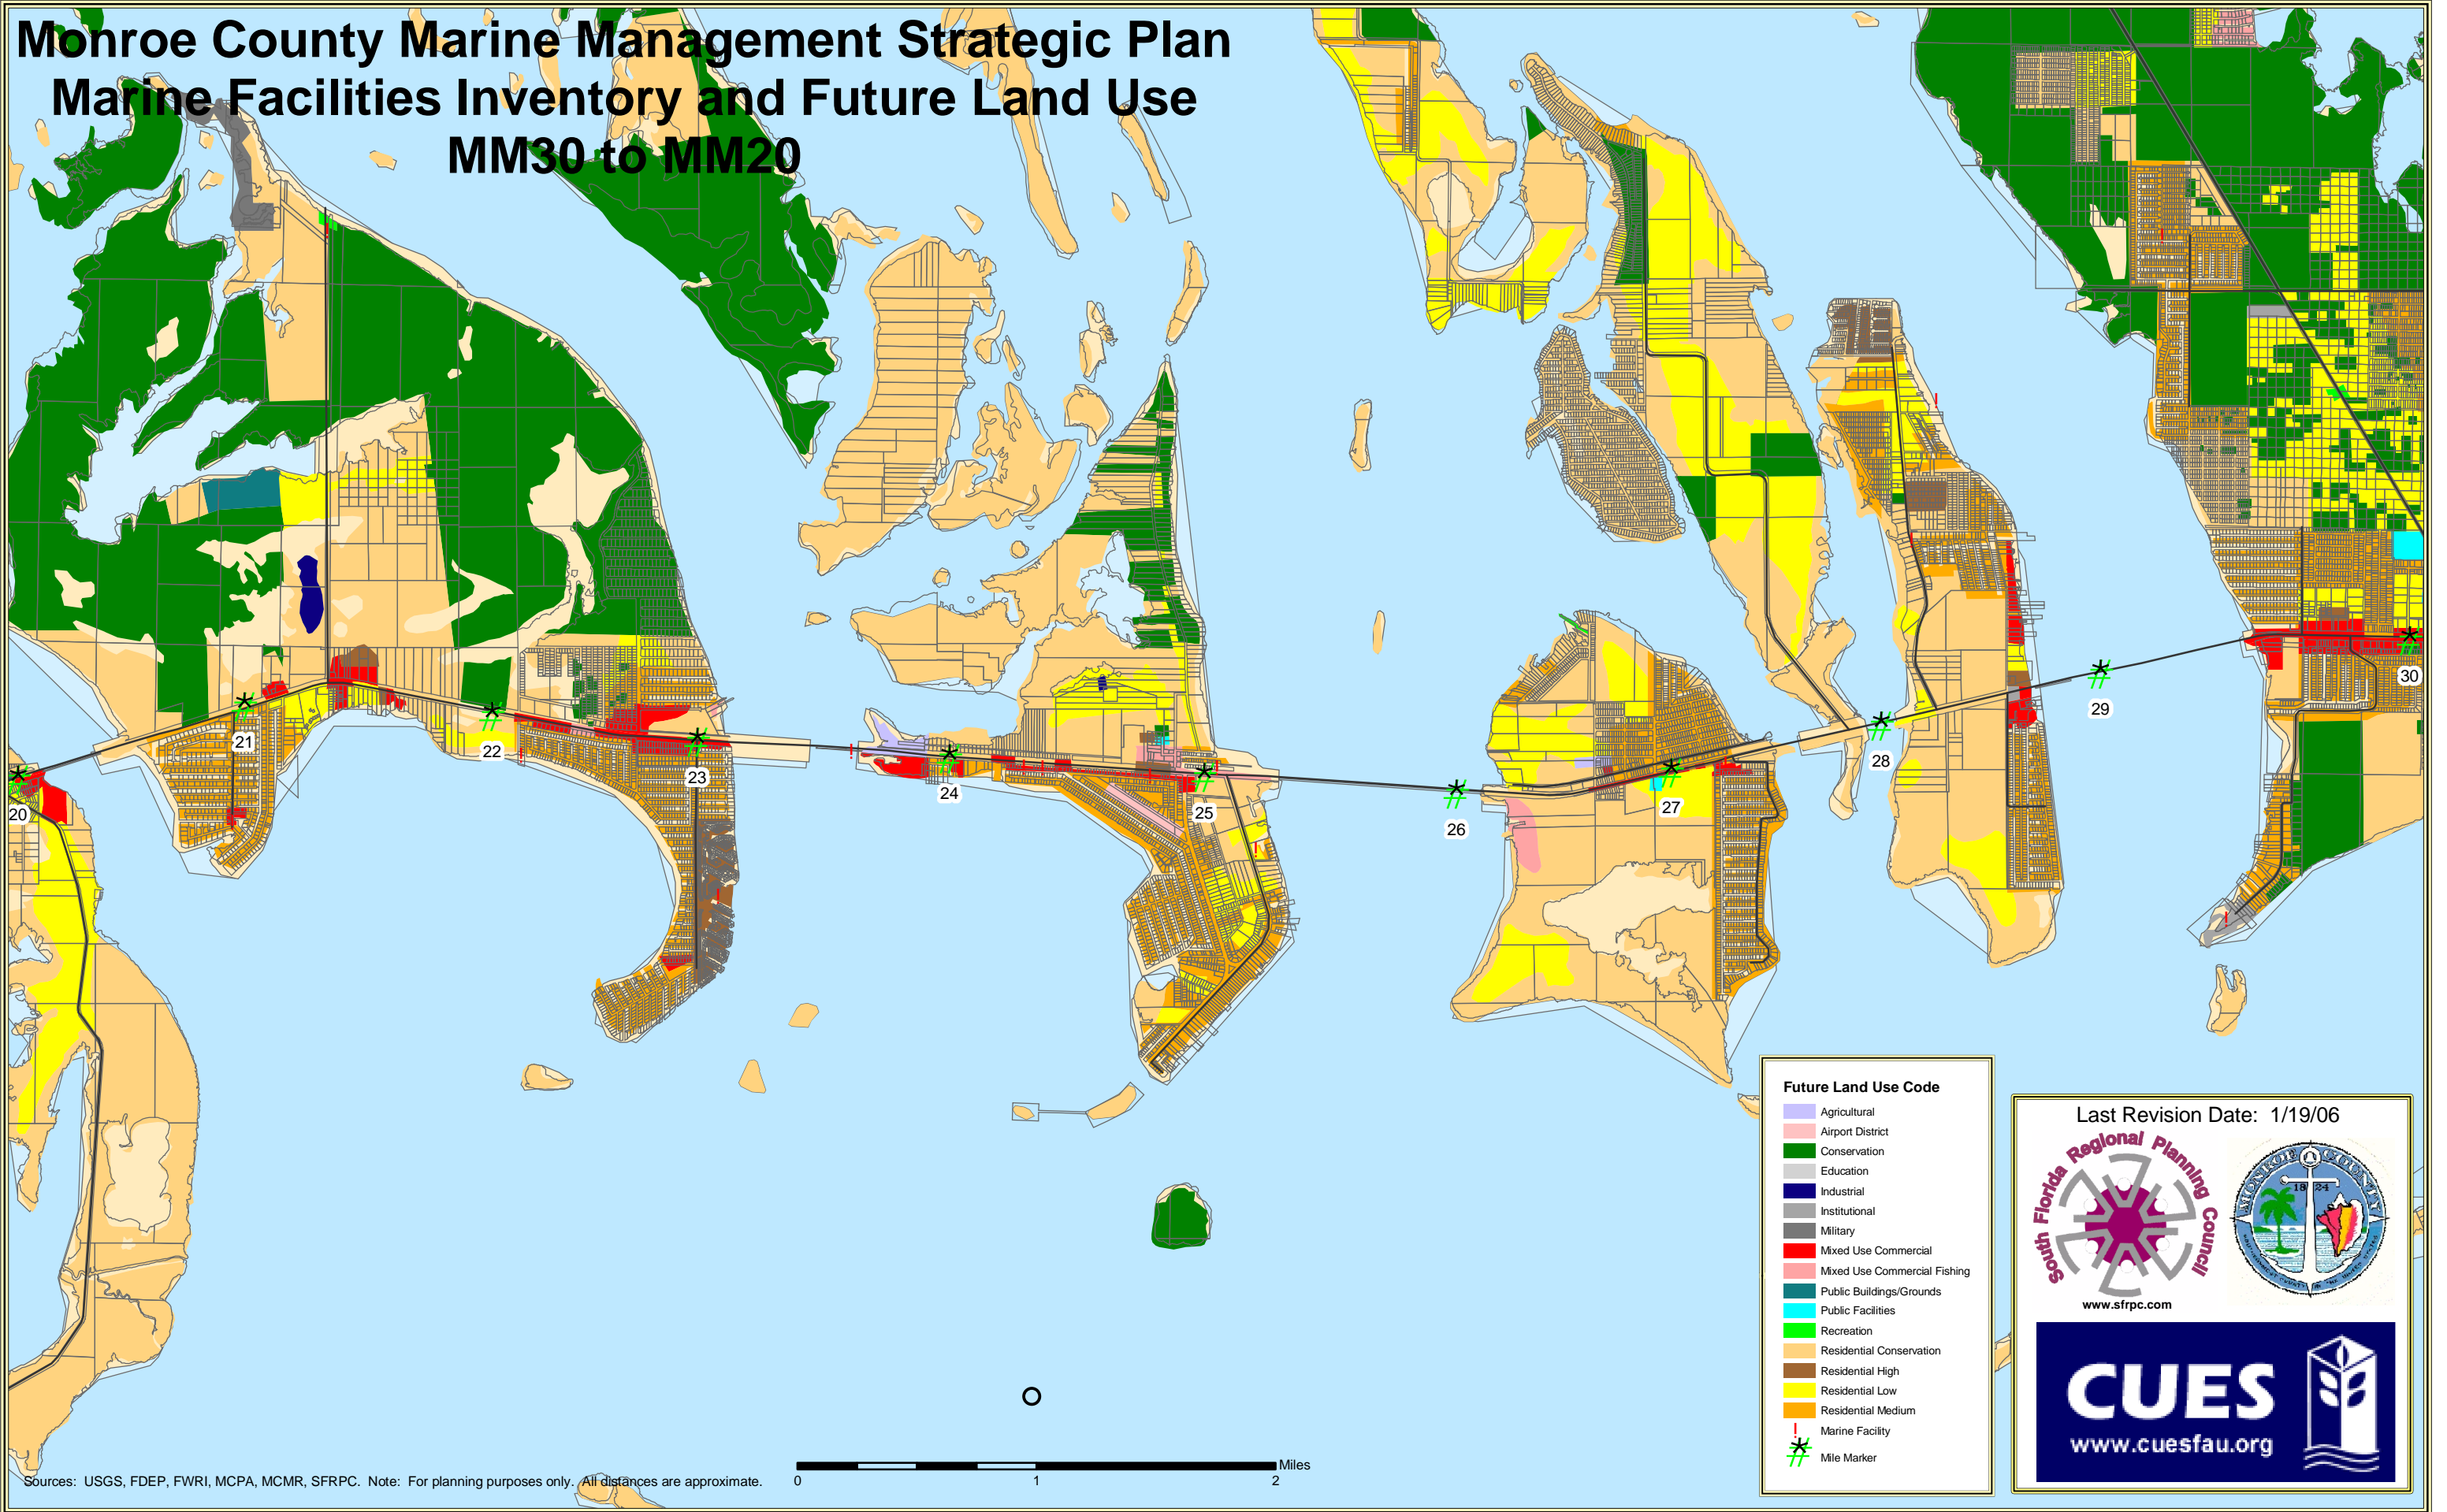 Monroe County Marine Management Strategic Plan
Marine Facilities Inventory and Future Land Use
MM30 to MM20
20
21
22
23
24
25
26
27
28
29
30
Future Land Use Code
Agricultural
Airport District
Conservation
Education
Industrial
Institutional
Military
Mixed Use Commercial
Mixed Use Commercial Fishing
Public Buildings/Grounds
Public Facilities
Recreation
Residential Conservation
Residential High
Residential Low
Residential Medium
Marine Facility
Mile Marker
Last Revision Date: 1/19/06
South Florida Regional Planning Council
www.sfrpc.com
MONROE COUNTY
1824
CUES
www.cuesfau.org
Sources: USGS, FDEP, FWRI, MCPA, MCMR, SFRPC. Note: For planning purposes only. All distances are approximate.
0 1 2 Miles